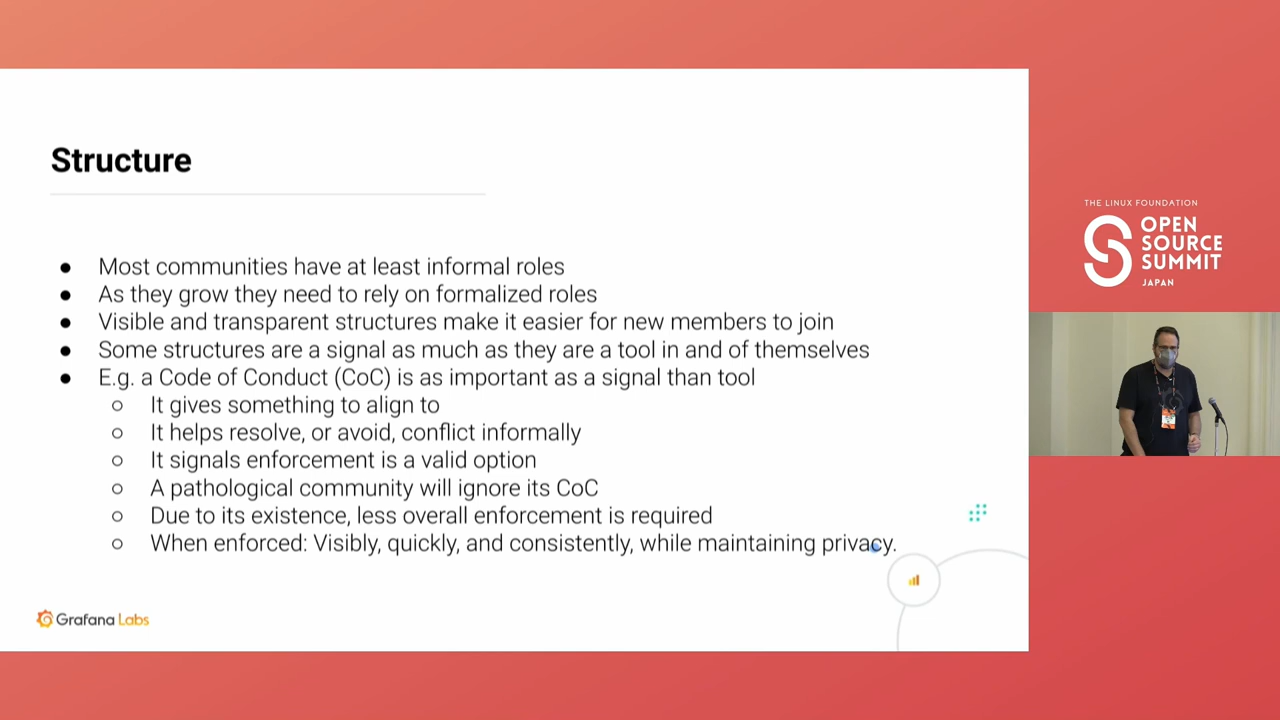 Structure
● Most communities have at least informal roles
● As they grow they need to rely on formalized roles
● Visible and transparent structures make it easier for new members to join
● Some structures are a signal as much as they are a tool in and of themselves
● E.g. a Code of Conduct (CoC) is as important as a signal than tool
○ It gives something to align to
○ It helps resolve, or avoid, conflict informally
○ It signals enforcement is a valid option
○ A pathological community will ignore its CoC
○ Due to its existence, less overall enforcement is required
○ When enforced: Visibly, quickly, and consistently, while maintaining privacy.
Grafana Labs
THE LINUX FOUNDATION
OPEN
SOURCE
SUMMIT
JAPAN